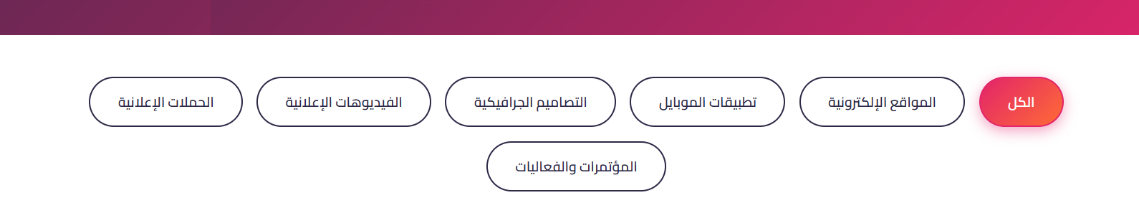 الكل
المواقع الإلكترونية
تطبيقات الموبايل
التصاميم الجرافيكية
الفيديوهات الإعلانية
الحملات الإعلانية
المؤتمرات والفعاليات